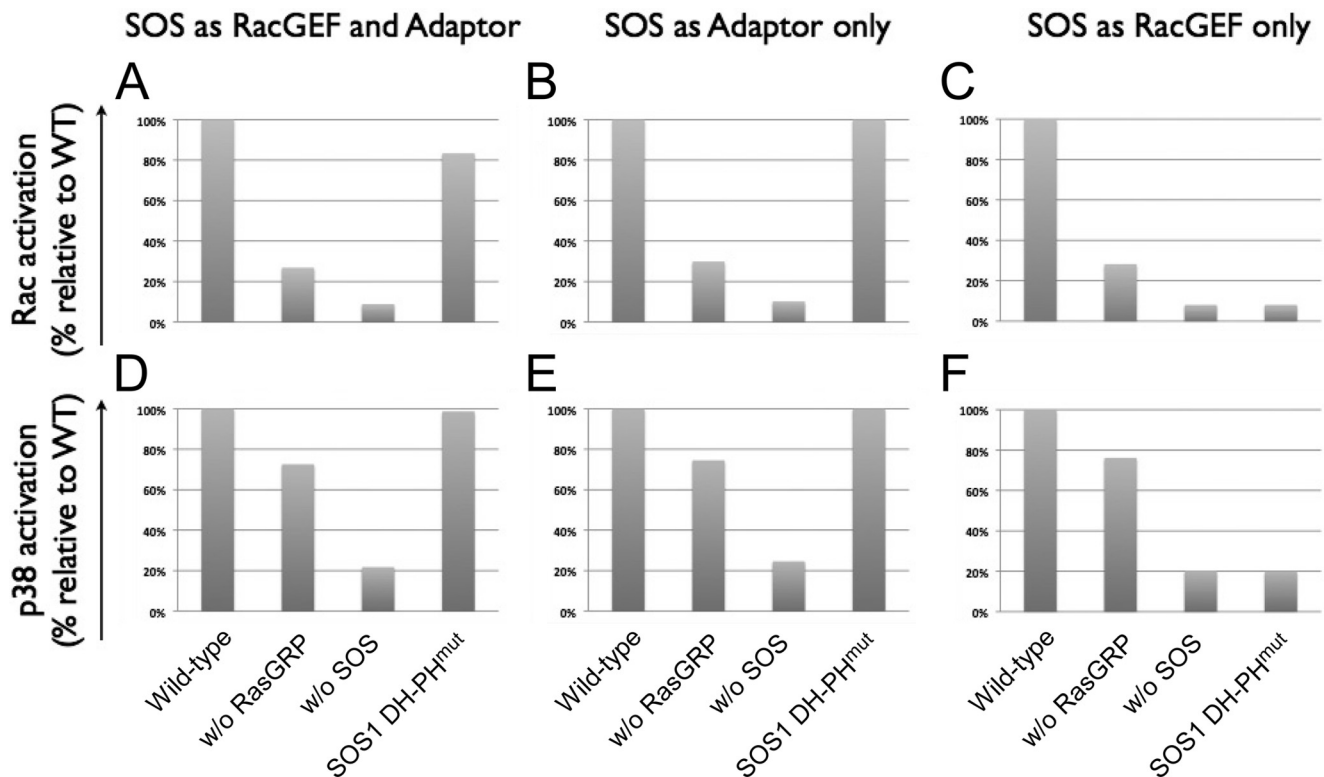 SOS as RacGEF and Adaptor
SOS as Adaptor only
SOS as RacGEF only
A
B
C
Rac activation
(% relative to WT)
100%
80%
60%
40%
20%
0%
100%
80%
60%
40%
20%
0%
100%
80%
60%
40%
20%
0%
D
E
F
p38 activation
(% relative to WT)
100%
80%
60%
40%
20%
0%
100%
80%
60%
40%
20%
0%
100%
80%
60%
40%
20%
0%
Wild-type
w/o RasGRP
w/o SOS
SOS1 DH-PHmut
Wild-type
w/o RasGRP
w/o SOS
SOS1 DH-PHmut
Wild-type
w/o RasGRP
w/o SOS
SOS1 DH-PHmut